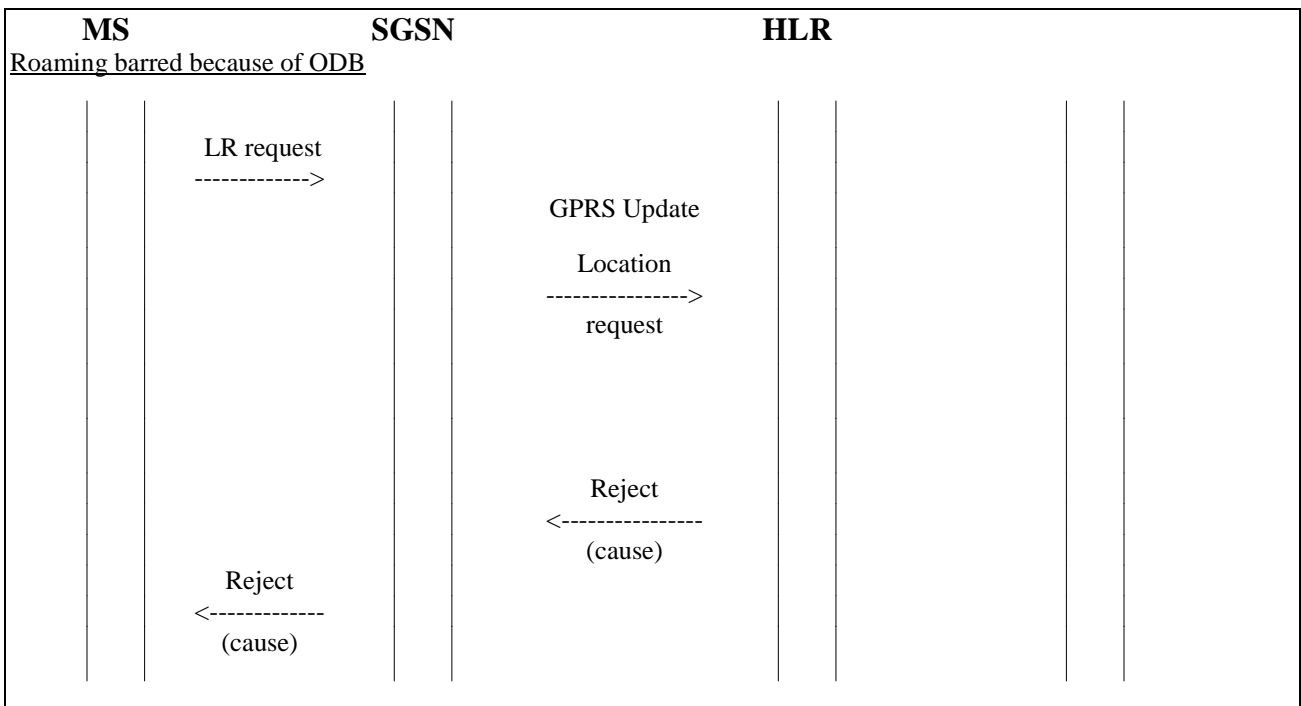 MS SGSN HLR
Roaming barred because of ODB
LR request
------------->
GPRS Update
Location
---------------->
request
Reject
<----------------
(cause)
Reject
<-------------
(cause)